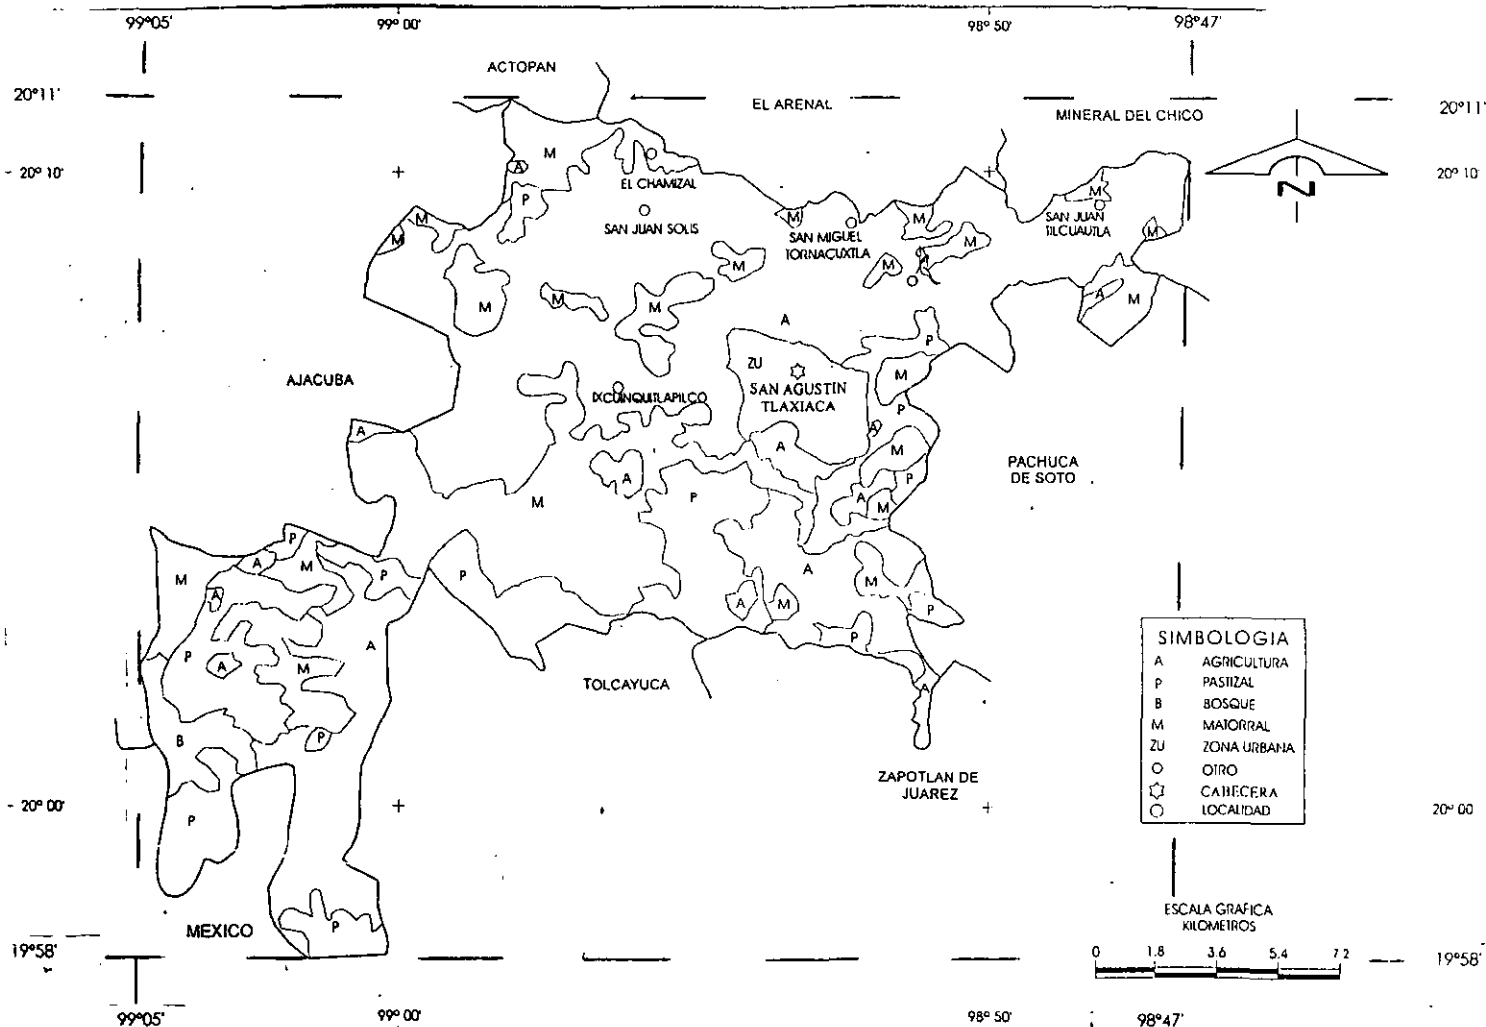 99°05' 99° 00' 98° 50' 98°47'
ACTOPAN
20°11' EL ARENAL 20°11'
MINERAL DEL CHICO
M
A
20° 10' 20° 10'
EL CHAMIZAL
P M
M M M
SAN JUAN SOLIS
SAN JUAN
TILCUAUTLA
SAN MIGUEL
TORNACUXTLA
M M M
M M
M M M A M
A
P
ZU
AJACUBA M
SAN AGUSTIN
TLAXIACA
IXCUINQUITLAPILCO P
A A
A M
PACHUCA
DE SOTO
A P
M P A M
P
A M P
M P A M
A A M P
P
A
P A M TOLCAYUCA
A
B P
ZAPOTLAN DE
JUAREZ
20° 00' 20° 00'
P
SIMBOLOGIA
A AGRICULTURA
P PASTIZAL
B BOSQUE
M MATORRAL
ZU ZONA URBANA
OTRO
CABECERA
LOCALIDAD
N
ESCALA GRAFICA
KILOMETROS
0 1.8 3.6 5.4 7.2
P
MEXICO
19°58' 19°58'
99°05' 99° 00' 98° 50' 98°47'